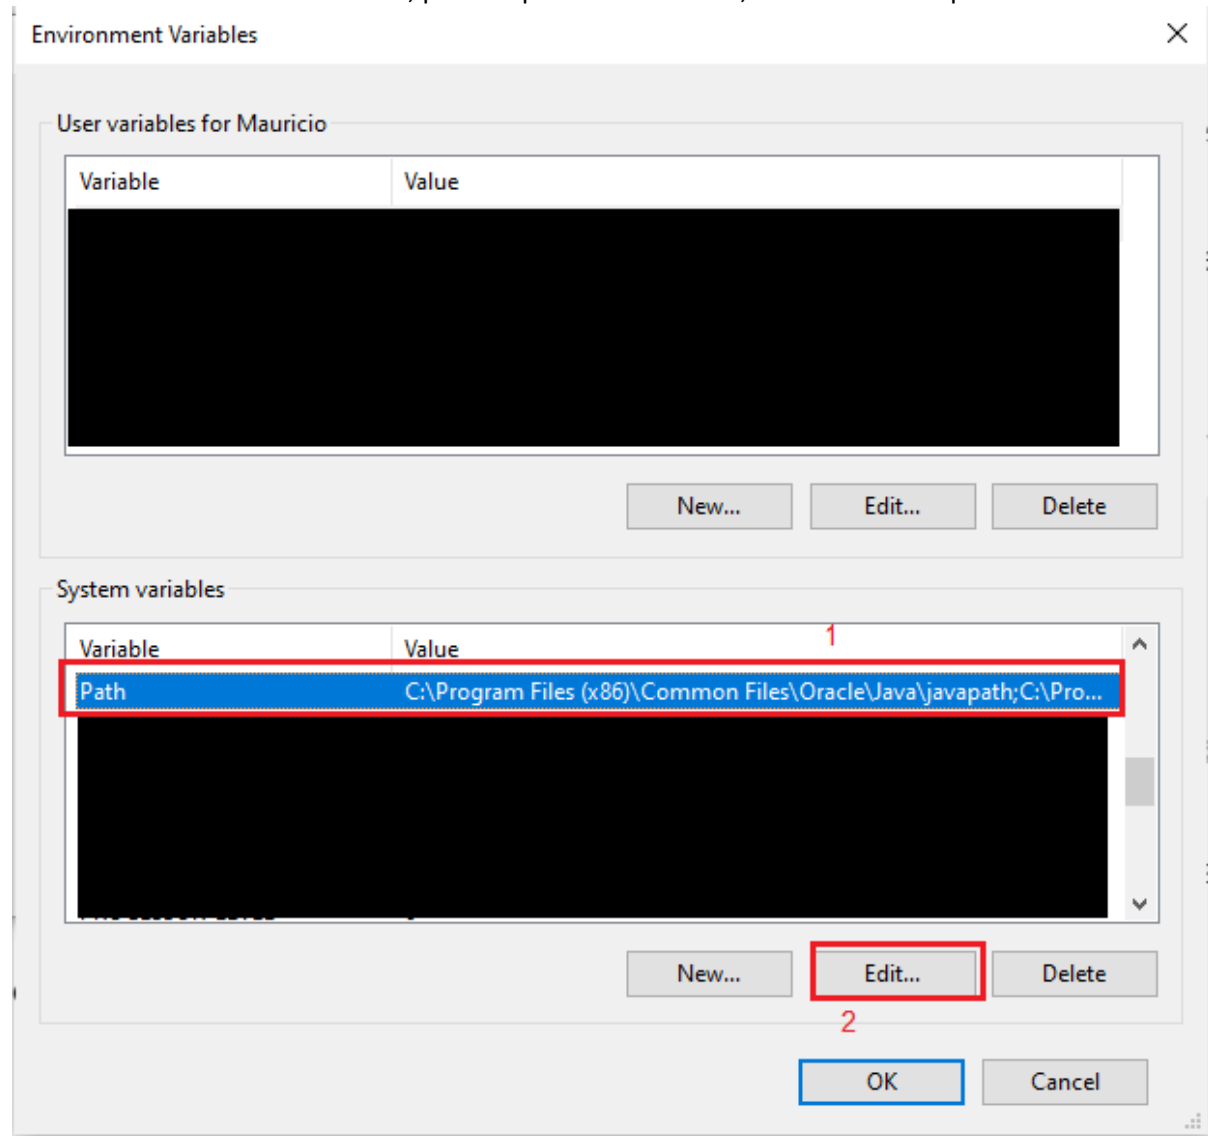 Environment Variables
User variables for Mauricio
Variable Value
New... Edit... Delete
System variables
1
Variable Value
Path C:\Program Files (x86)\Common Files\Oracle\Java\javapath;C:\Pro...
New... Edit... Delete
2
OK Cancel